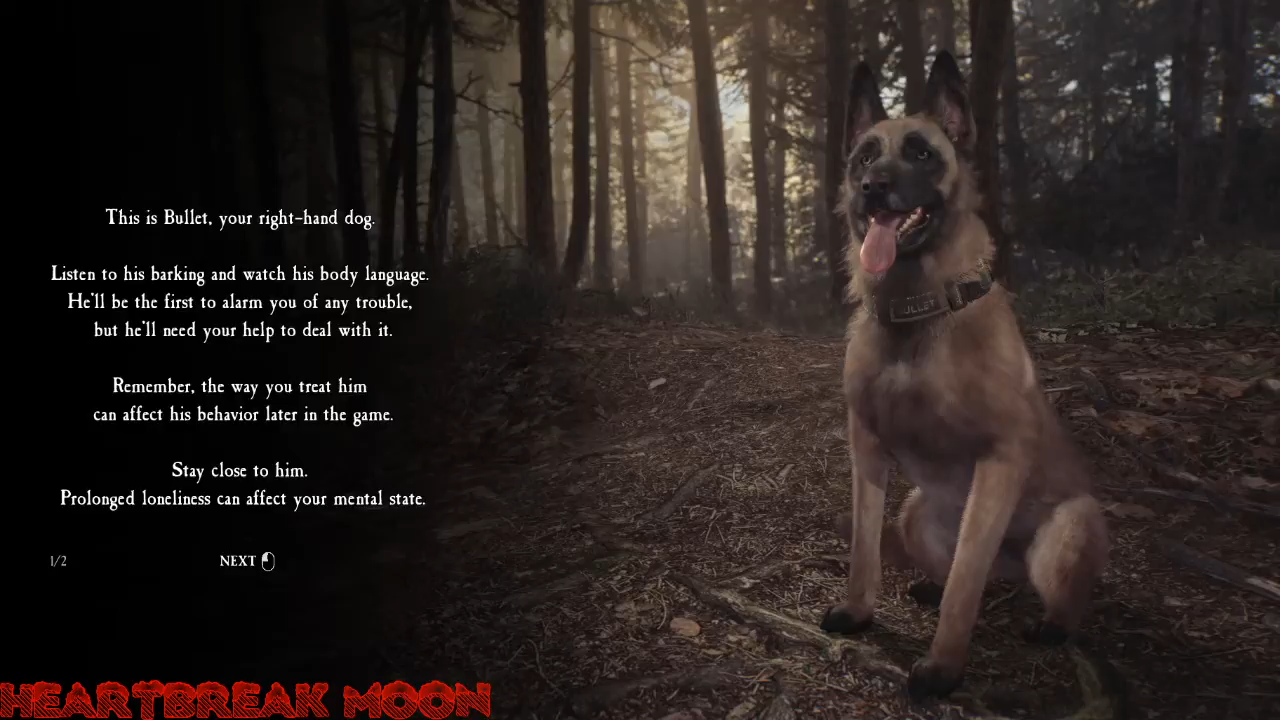 This is Bullet, your right-hand dog.
Listen to his barking and watch his body language.
He'll be the first to alarm you of any trouble,
but he'll need your help to deal with it.
Remember, the way you treat him
can affect his behavior later in the game.
Stay close to him.
Prolonged loneliness can affect your mental state.
1/2
NEXT
BULLET
HEARTBREAK MOON